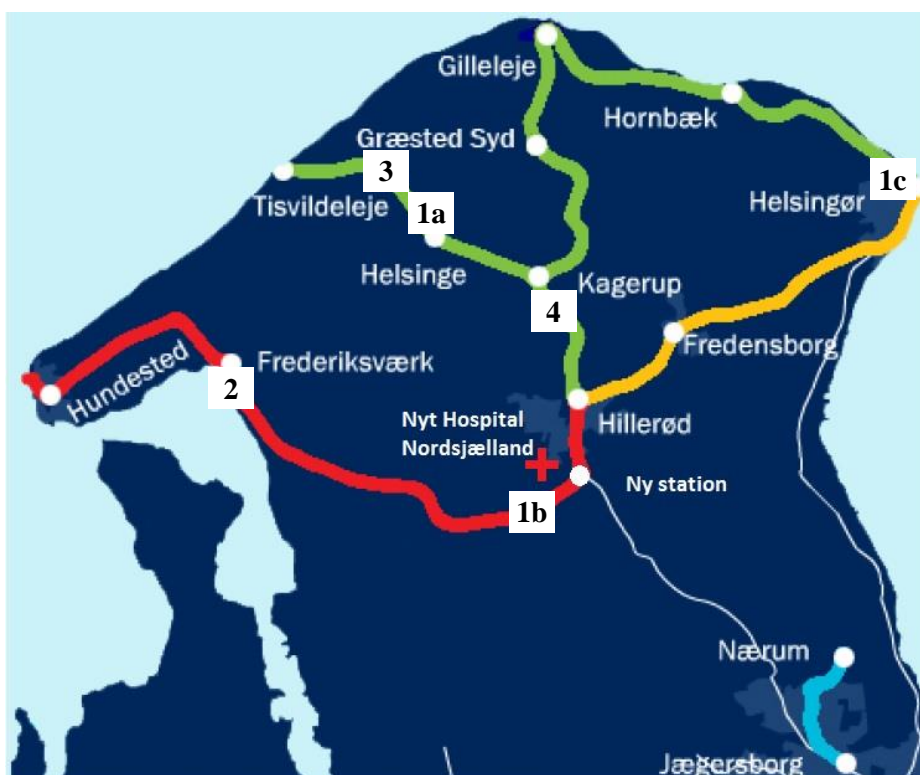 Gilleleje
Hornbæk
Græsted Syd
3
1c
Tisvildeleje
1a
Helsingør
Helsinge
Kagerup
4
Fredensborg
Hundested
Frederiksværk
2
Nyt Hospital
Nordsjælland
Hillerød
Ny station
1b
Nærum
Jægersborg